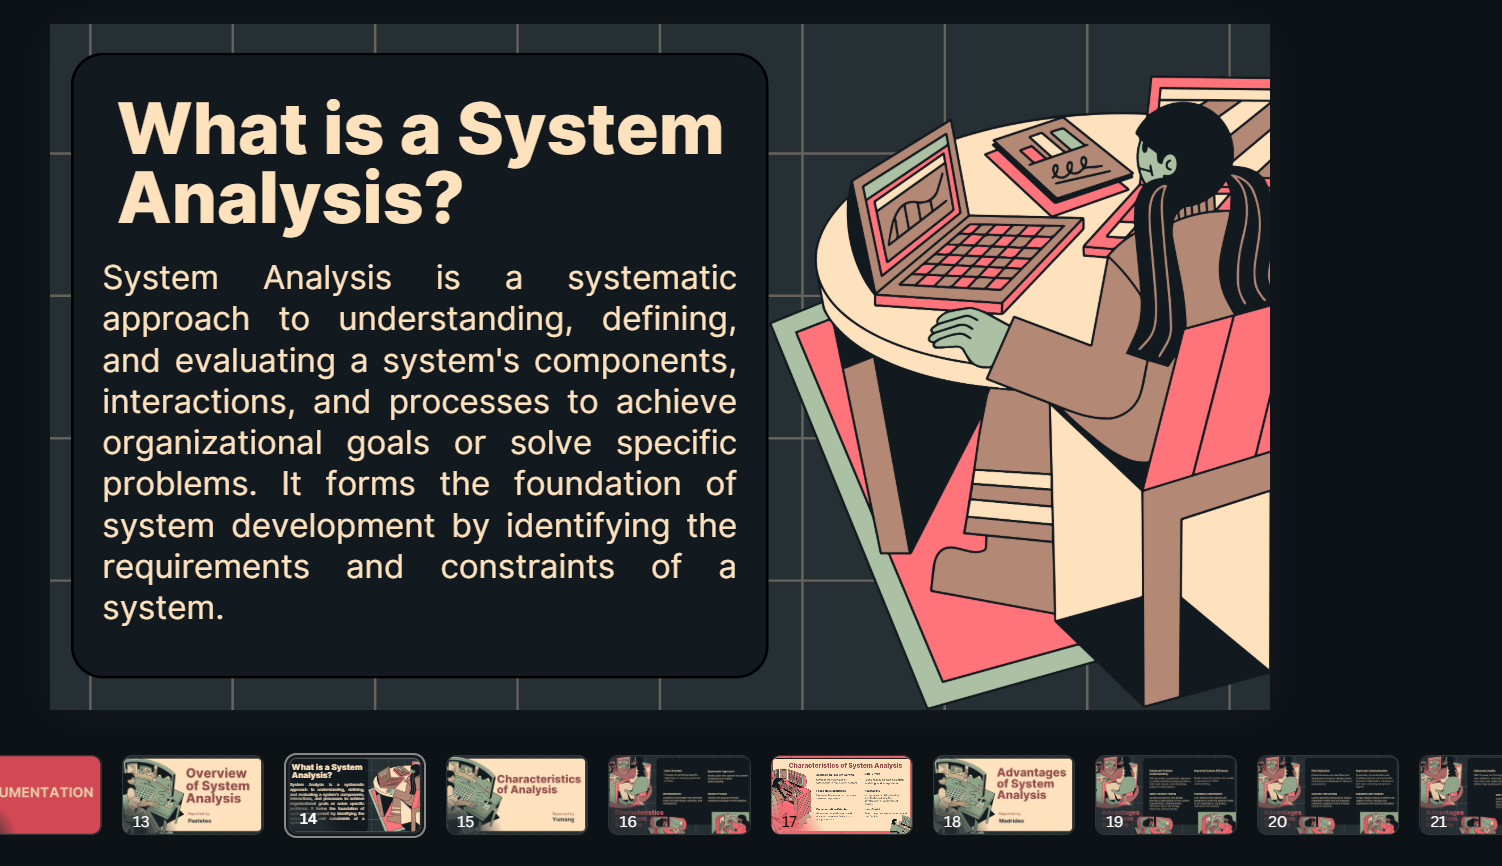 What is a System
Analysis?
System Analysis is a systematic
approach to understanding, defining,
and evaluating a system's components,
interactions, and processes to achieve
organizational goals or solve specific
problems. It forms the foundation of
system development by identifying the
requirements and constraints of a
system.
UMENTATION
Overview
of System
Analysis
Reported by
Pastelero
13
What is a System
Analysis?
14
Characteristics
of Analysis
Reported by
Yumang
15
16
Characteristics of System Analysis
17
Advantages
of System
Analysis
Reported by
Madrideo
18
19
20
21